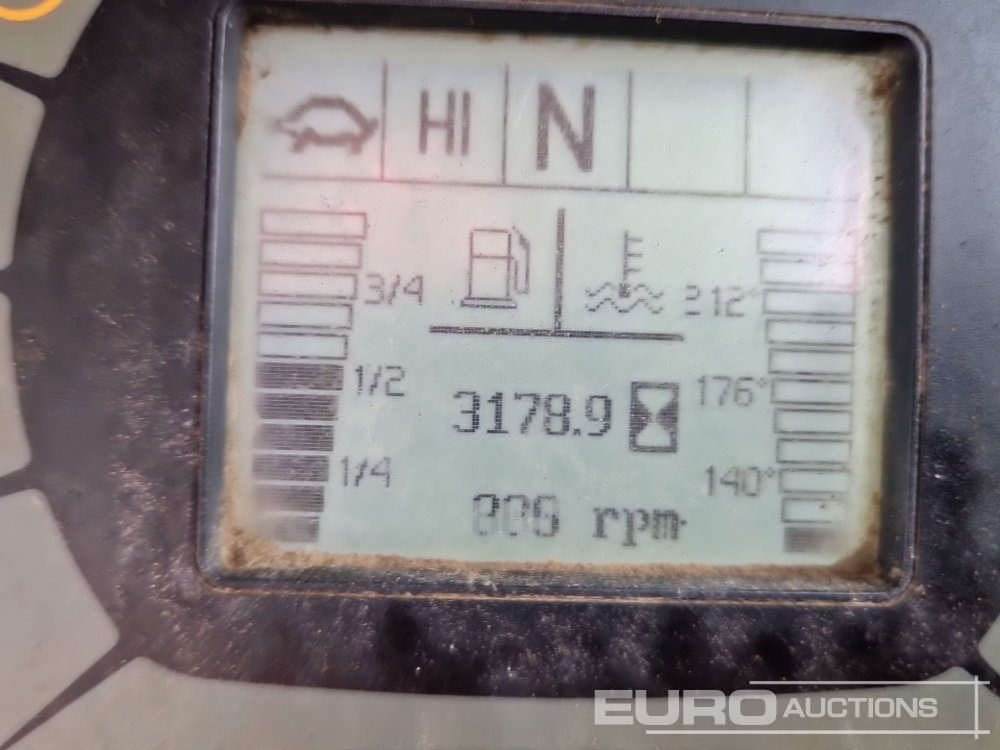 HI N
3/4
212°
1/2
176°
3178.9
1/4
140°
rpm
EURO AUCTIONS